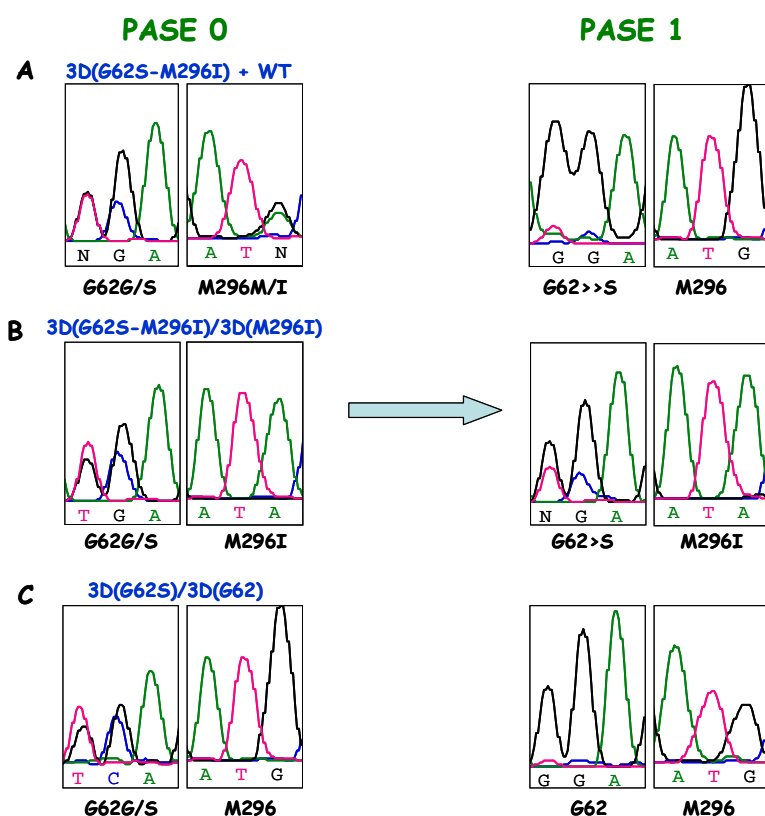 PASE 0 PASE 1
A 3D(G62S-M296I) + WT
N G A A T N G G A A T G
G62G/S M296M/I G62>>S M296
B 3D(G62S-M296I)/3D(M296I)
T G A A T A N G A A T A
G62G/S M296I G62>S M296I
C 3D(G62S)/3D(G62)
T C A A T G G G A A T G
G62G/S M296 G62 M296